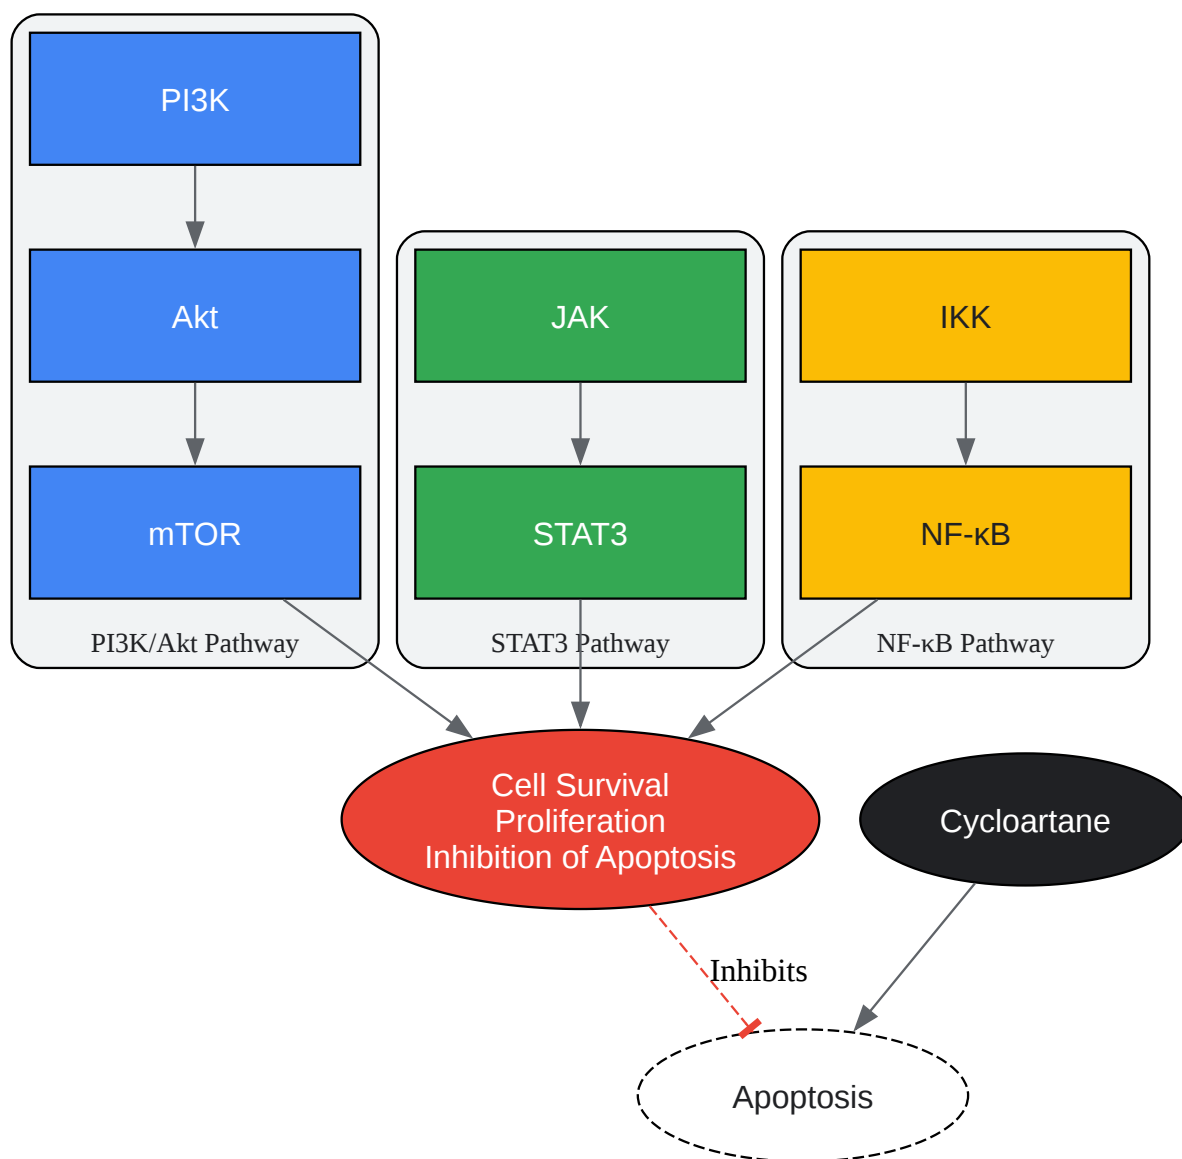 PI3K
Akt
JAK
IKK
mTOR
STAT3
NF-κB
PI3K/Akt Pathway
STAT3 Pathway
NF-κB Pathway
Cell Survival
Proliferation
Inhibition of Apoptosis
Cycloartane
Inhibits
Apoptosis